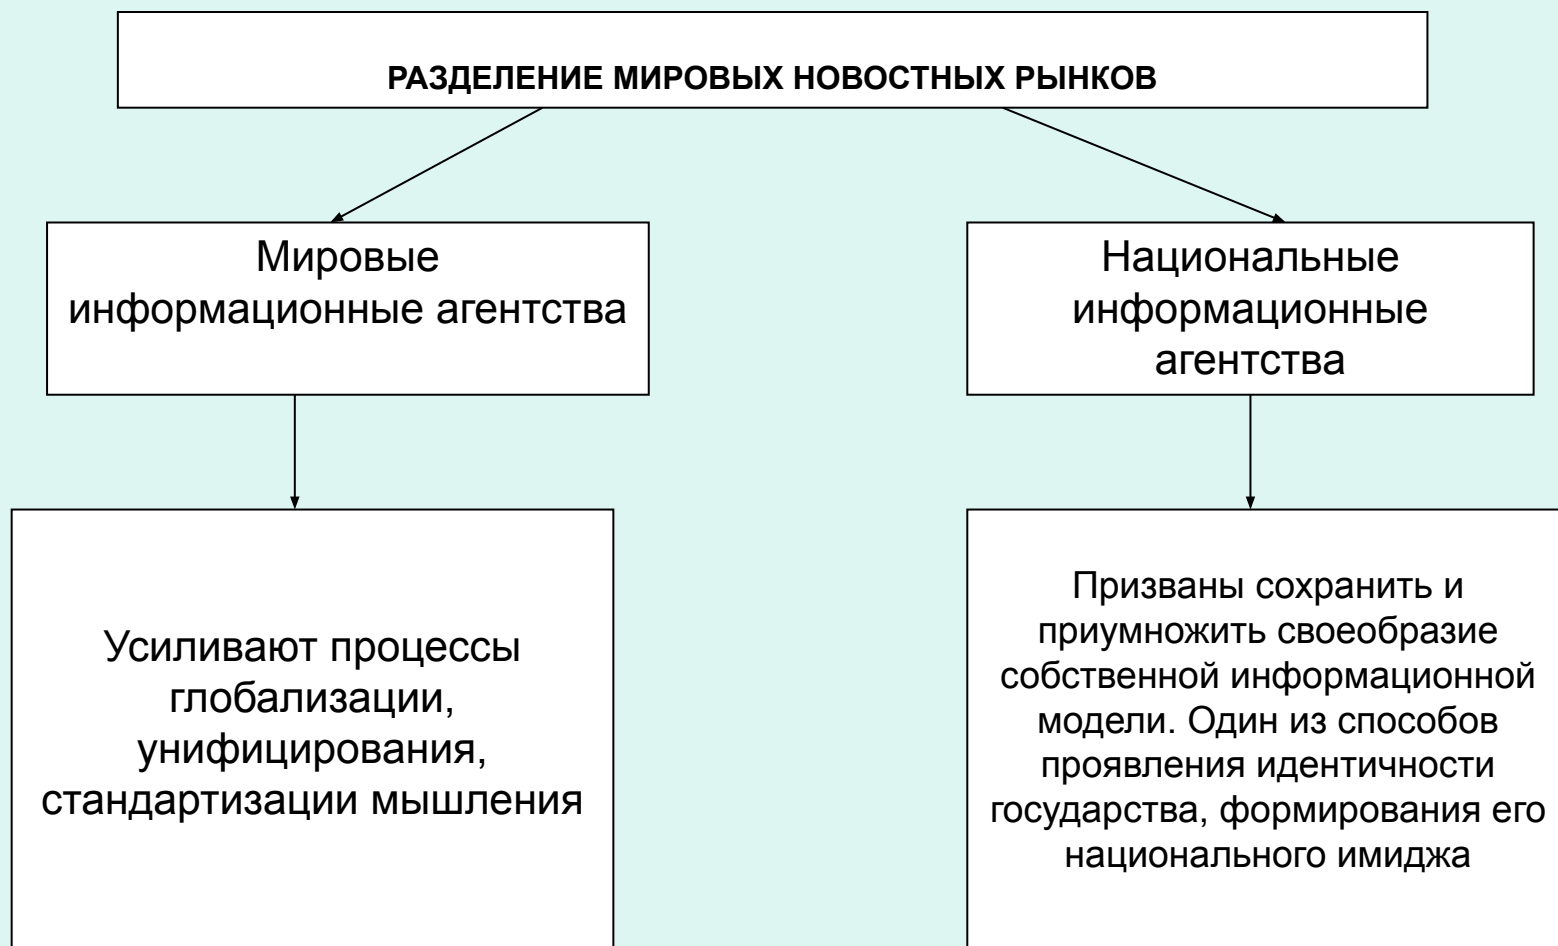 РАЗДЕЛЕНИЕ МИРОВЫХ НОВОСТНЫХ РЫНКОВ
Мировые
информационные агентства
Национальные
информационные
агентства
Усиливают процессы
глобализации,
унифицирования,
стандартизации мышления
Призваны сохранить и
приумножить своеобразие
собственной информационной
модели. Один из способов
проявления идентичности
государства, формирования его
национального имиджа